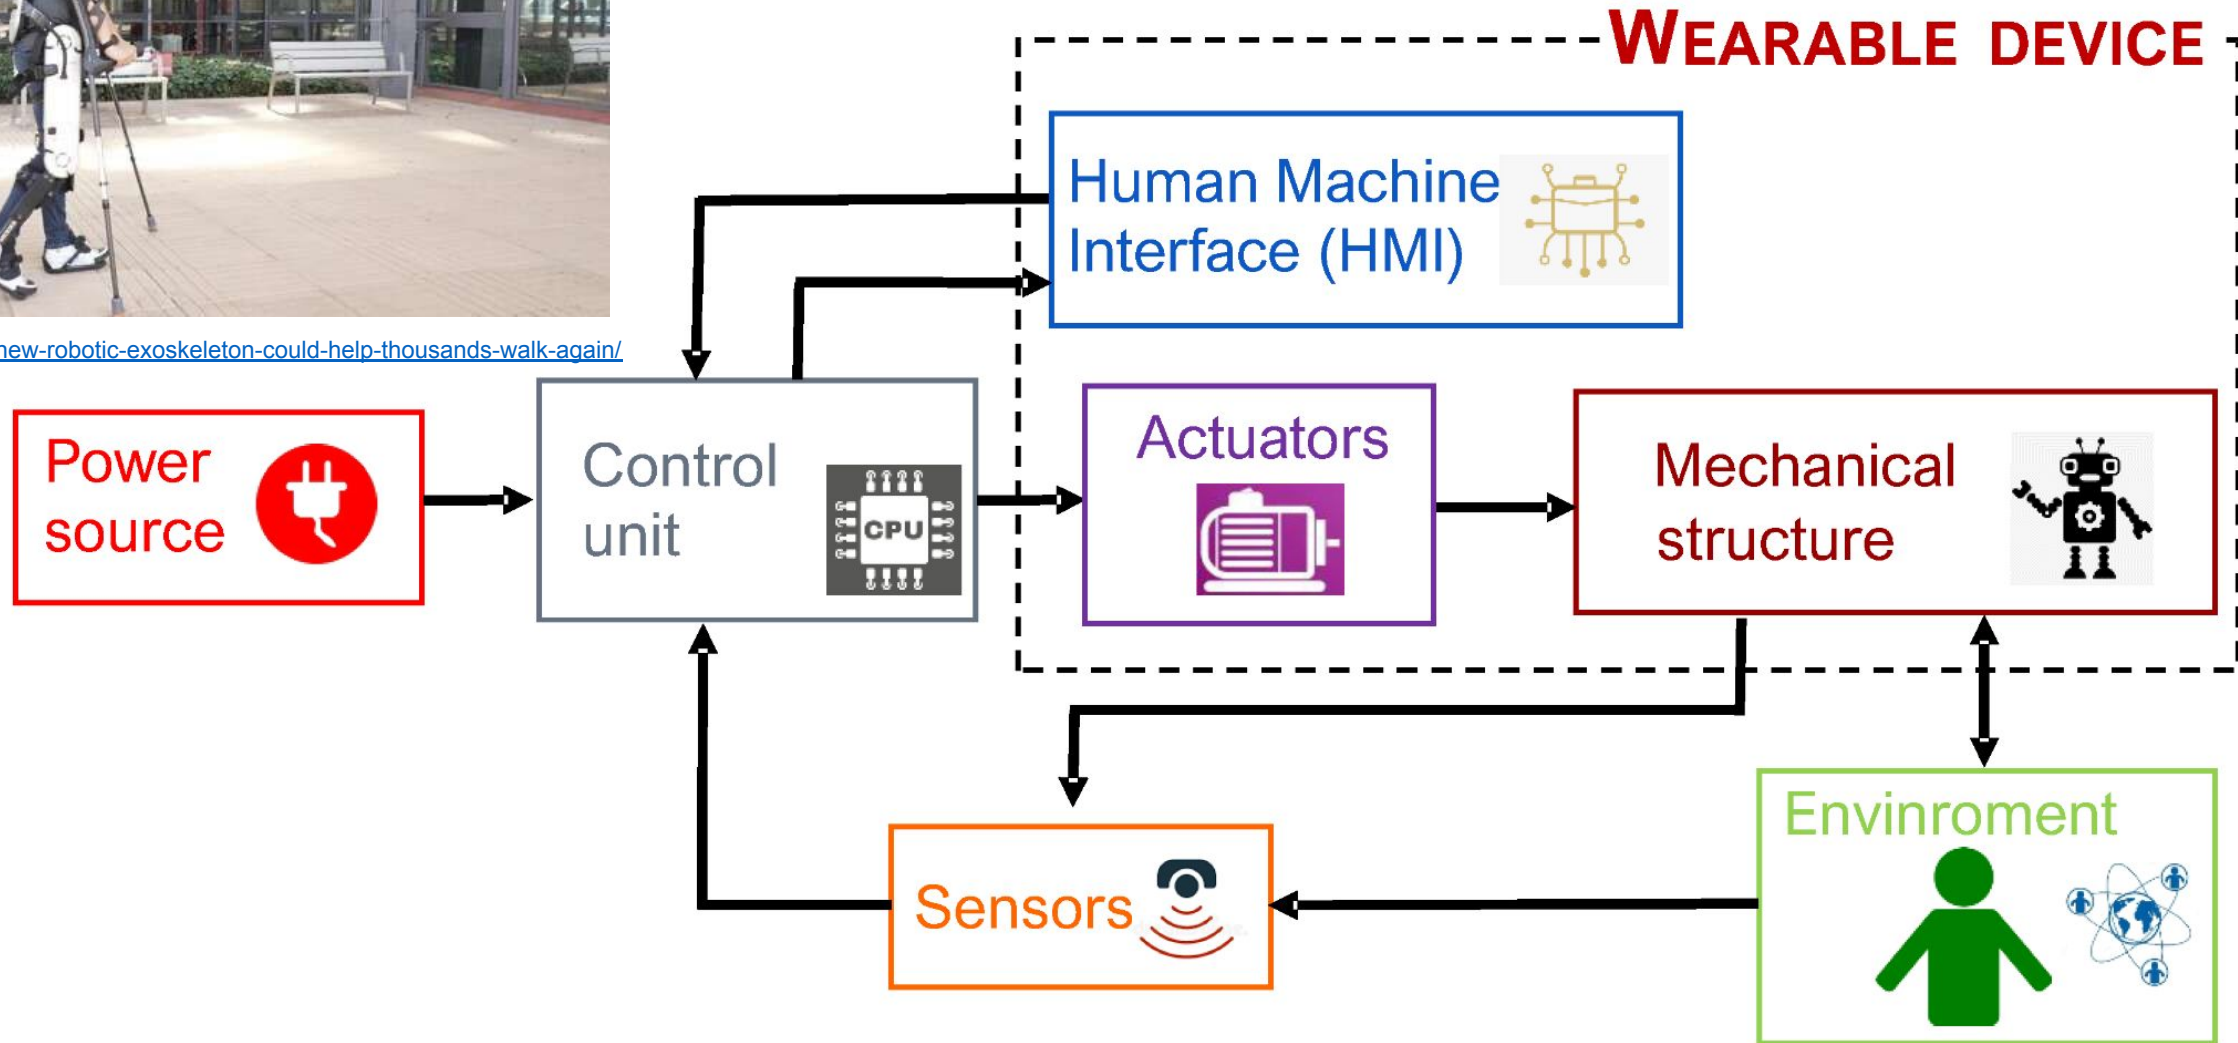 WEARABLE DEVICE
Human Machine
Interface (HMI)
new-robotic-exoskeleton-could-help-thousands-walk-again/
Power
source
Control
unit
CPU
Actuators
Mechanical
structure
Sensors
Envinroment